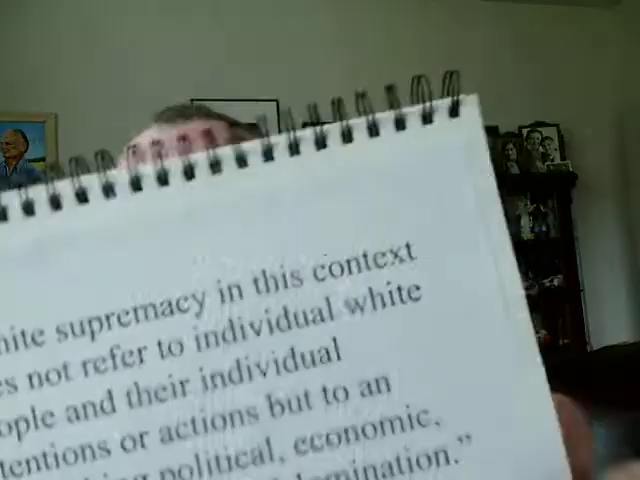 hite supremacy in this context
es not refer to individual white
ople and their individual
tentions or actions but to an
political, economic,
domination.”